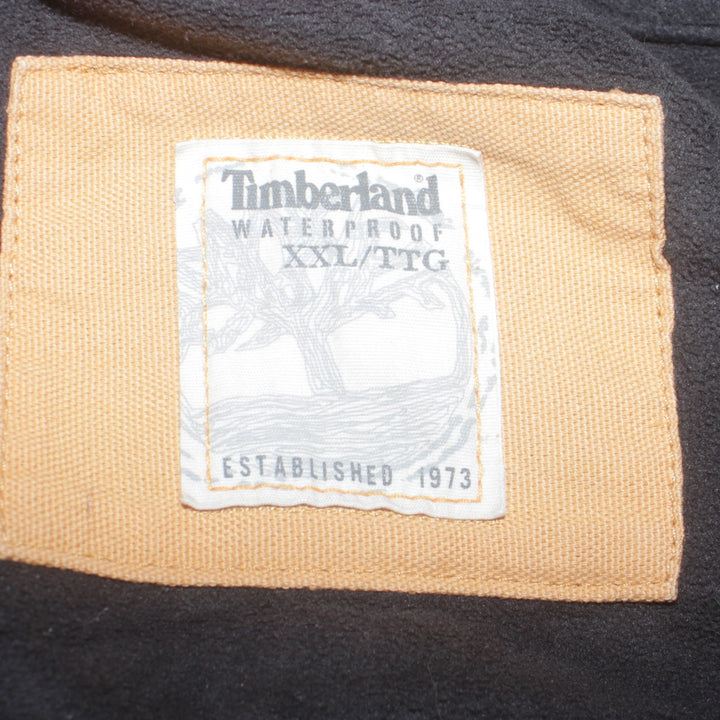 Timberland®
WATERPROOF
XXL/TTG
ESTABLISHED 1973